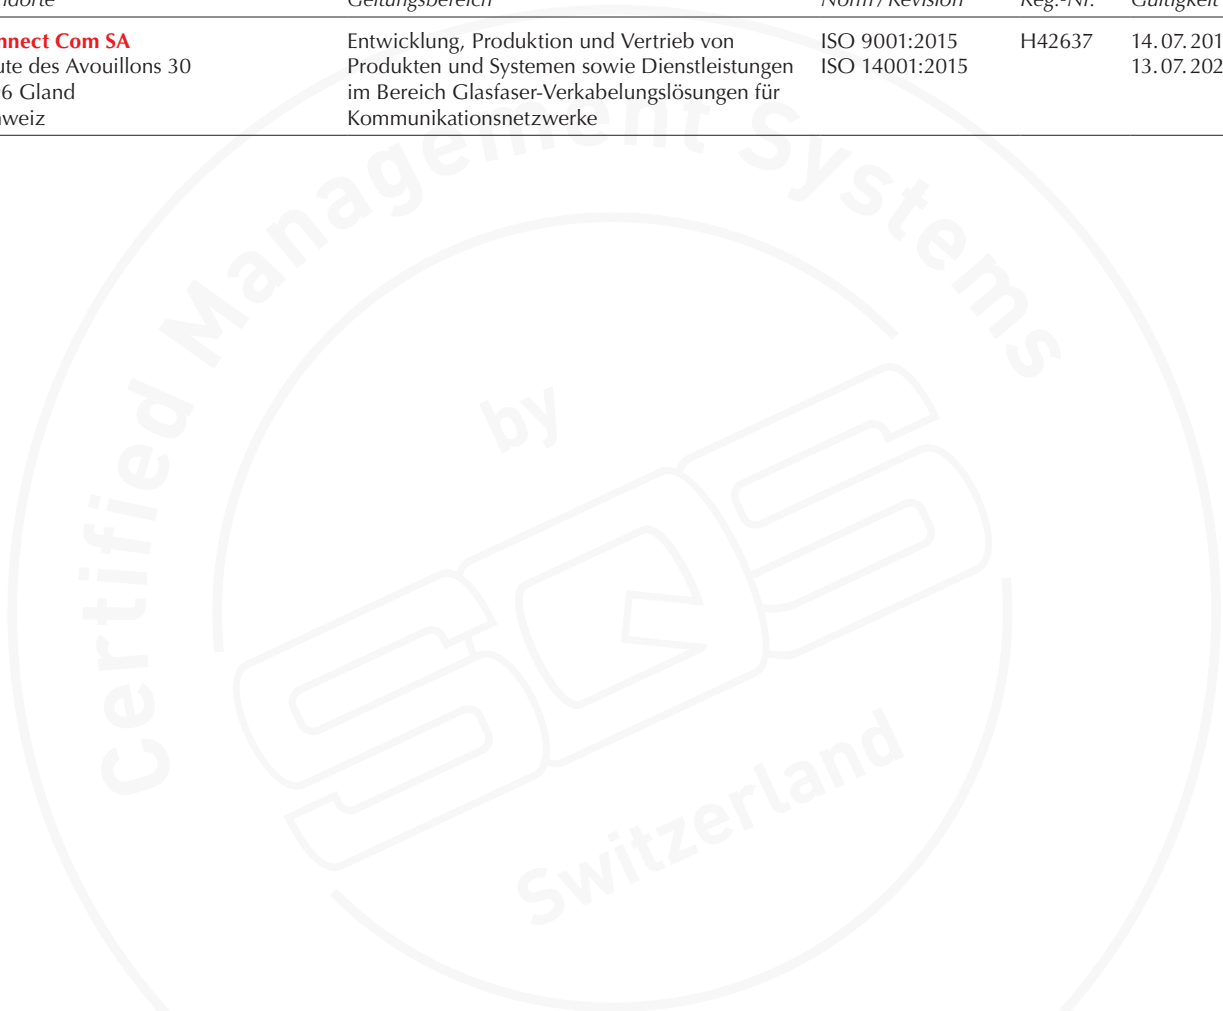 ndorte Geltungsbereich Norm / Revision Reg.-Nr. Gültigkeit
nnect Com SA Entwicklung, Produktion und Vertrieb von ISO 9001:2015 H42637 14. 07. 201
ute des Avouillons 30 Produkten und Systemen sowie Dienstleistungen ISO 14001:2015 13. 07. 202
6 Gland im Bereich Glasfaser-Verkabelungslösungen für
weiz Kommunikationsnetzwerke
Certified Management Systems
by
SQS
Switzerland